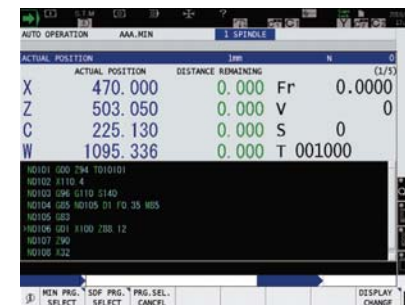 AUTO OPERATION AAA.MIN 1 SPINDLE
ACTUAL POSITION 1mm N 0
ACTUAL POSITION DISTANCE REMAINING (1/5)
X 470.000 0.000 Fr 0.0000
Z 503.050 0.000 V 0
C 225.130 0.000 S 0
W 1095.336 0.000 T 001000
N0101 G00 Z94 T010101
N0102 X110.4
N0103 G96 G110 S140
N0104 G85 N0105 D1 F0.35 M85
N0105 G83
>N0106 G01 X100 Z88.12
N0107 Z90
N0108 X32
MIN PRG. SELECT
SDF PRG. SELECT
PRG.SEL. CANCEL
DISPLAY CHANGE